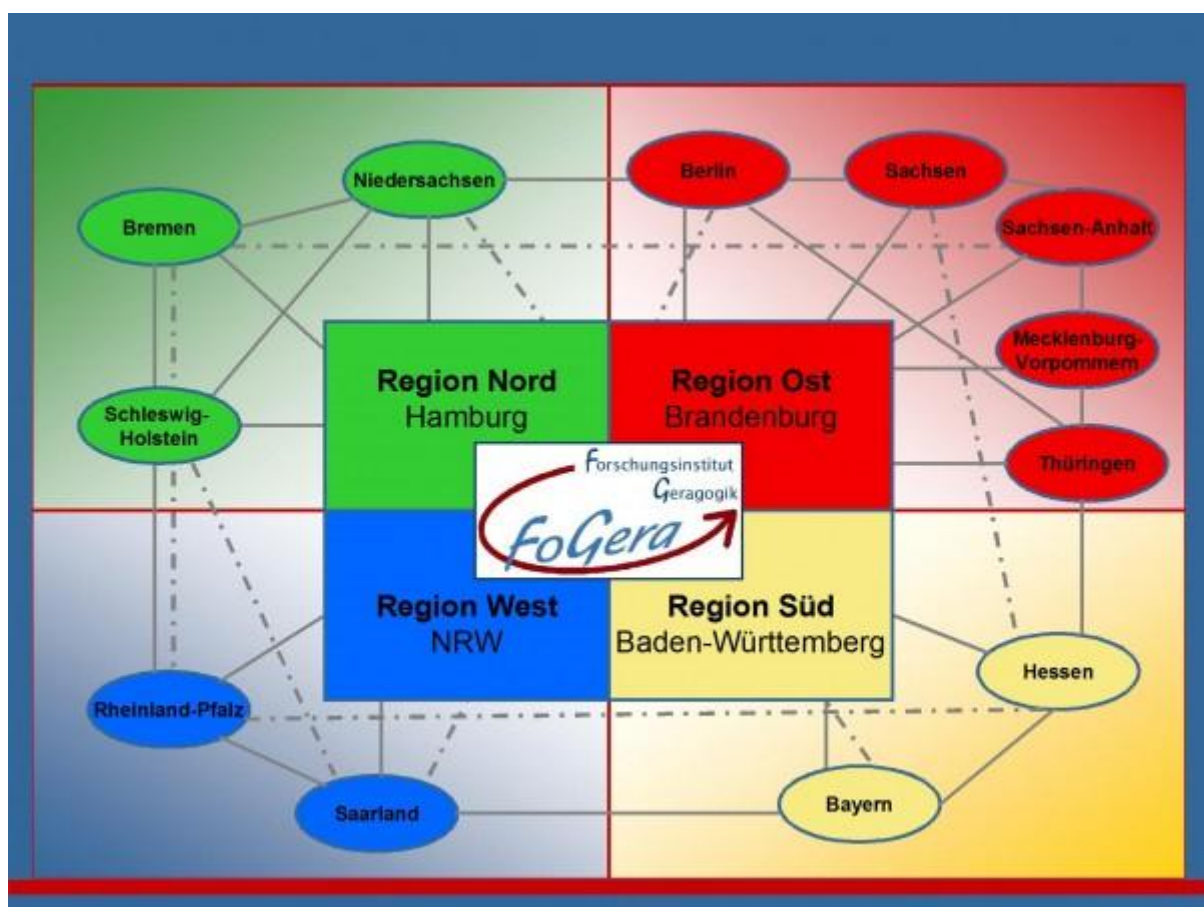 Niedersachsen
Berlin
Sachsen
Bremen
Sachsen-Anhalt
Mecklenburg-
Vorpommern
Region Nord
Hamburg
Region Ost
Brandenburg
Schleswig-
Holstein
Thüringen
Forschungsinstitut
Geragogik
FoGera
Region West
NRW
Region Süd
Baden-Württemberg
Hessen
Rheinland-Pfalz
Saarland
Bayern